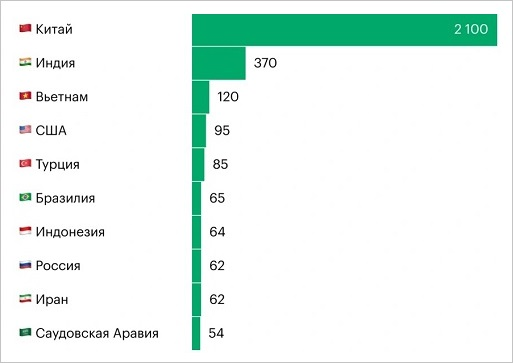 Китай 2 100
Индия 370
Вьетнам 120
США 95
Турция 85
Бразилия 65
Индонезия 64
Россия 62
Иран 62
Саудовская Аравия 54